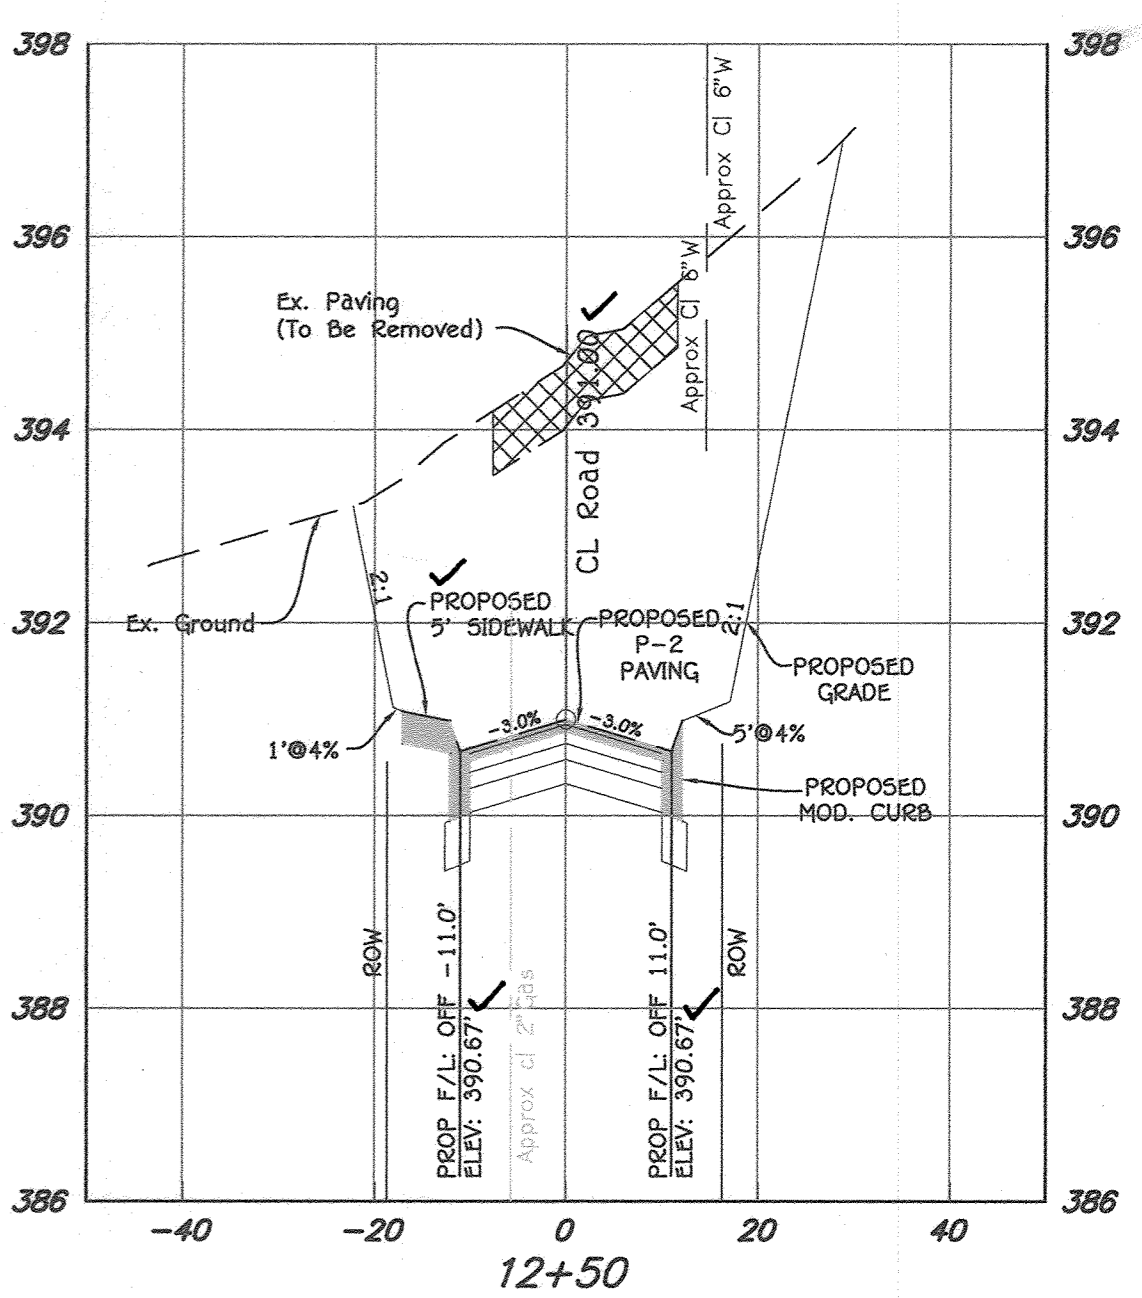 398
398
Approx Cl 6"W
396
396
Approx Cl 6"W
Ex. Paving
(To Be Removed)
CL Road 391.00
394
394
2:1
PROPOSED
5' SIDEWALK
Ex. Ground
392
392
PROPOSED
P-2
PAVING
2:1
PROPOSED
GRADE
-3.0%
-3.0%
1'@4%
5'@4%
PROPOSED
MOD. CURB
390
390
ROW
ROW
PROP F/L: OFF -11.0'
ELEV: 390.67'
Approx cl 2" Gas
PROP F/L: OFF 11.0'
ELEV: 390.67'
388
388
386
386
-40
-20
0
20
40
12+50